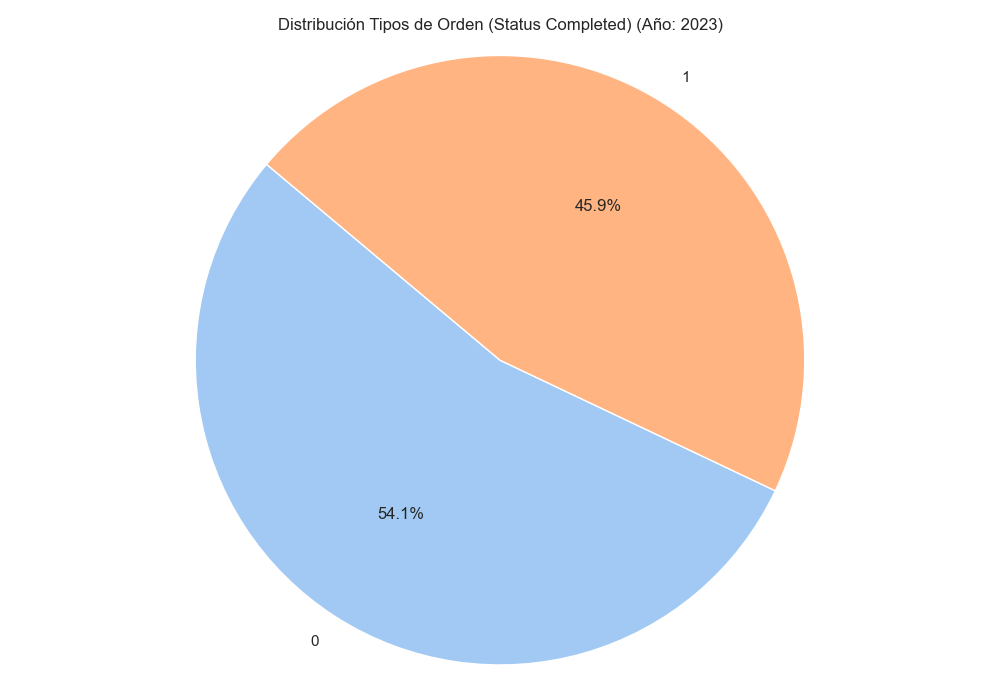 Distribución Tipos de Orden (Status Completed) (Año: 2023)
1
45.9%
54.1%
0